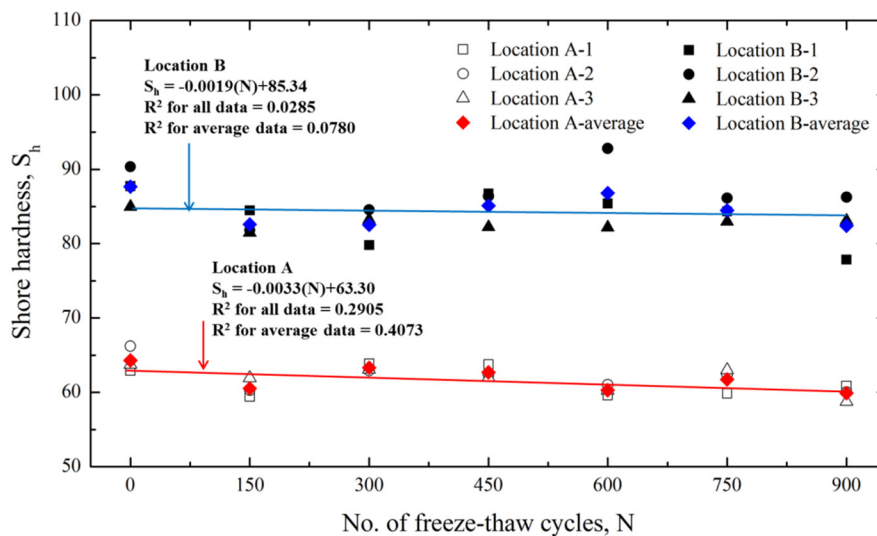 110
100
90
80
70
60
50
0
150
300
450
600
750
900
Shore hardness, Sₕ
No. of freeze-thaw cycles, N
Location B
Sₕ = -0.0019(N)+85.34
R² for all data = 0.0285
R² for average data = 0.0780
Location A
Sₕ = -0.0033(N)+63.30
R² for all data = 0.2905
R² for average data = 0.4073
Location A-1
Location A-2
Location A-3
Location A-average
Location B-1
Location B-2
Location B-3
Location B-average